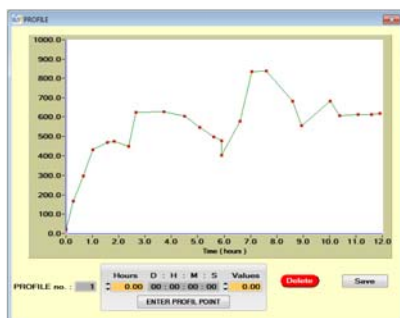 PROFILE
1000.0
900.0
800.0
700.0
600.0
500.0
400.0
300.0
200.0
100.0
0.0
0.0 1.0 2.0 3.0 4.0 5.0 6.0 7.0 8.0 9.0 10.0 11.0 12.0
Time ( hours )
Hours D : H : M : S Values
PROFILE no. : 1 0.00 00 : 00 : 00 : 00 0.00
ENTER PROFIL POINT
Delete
Save